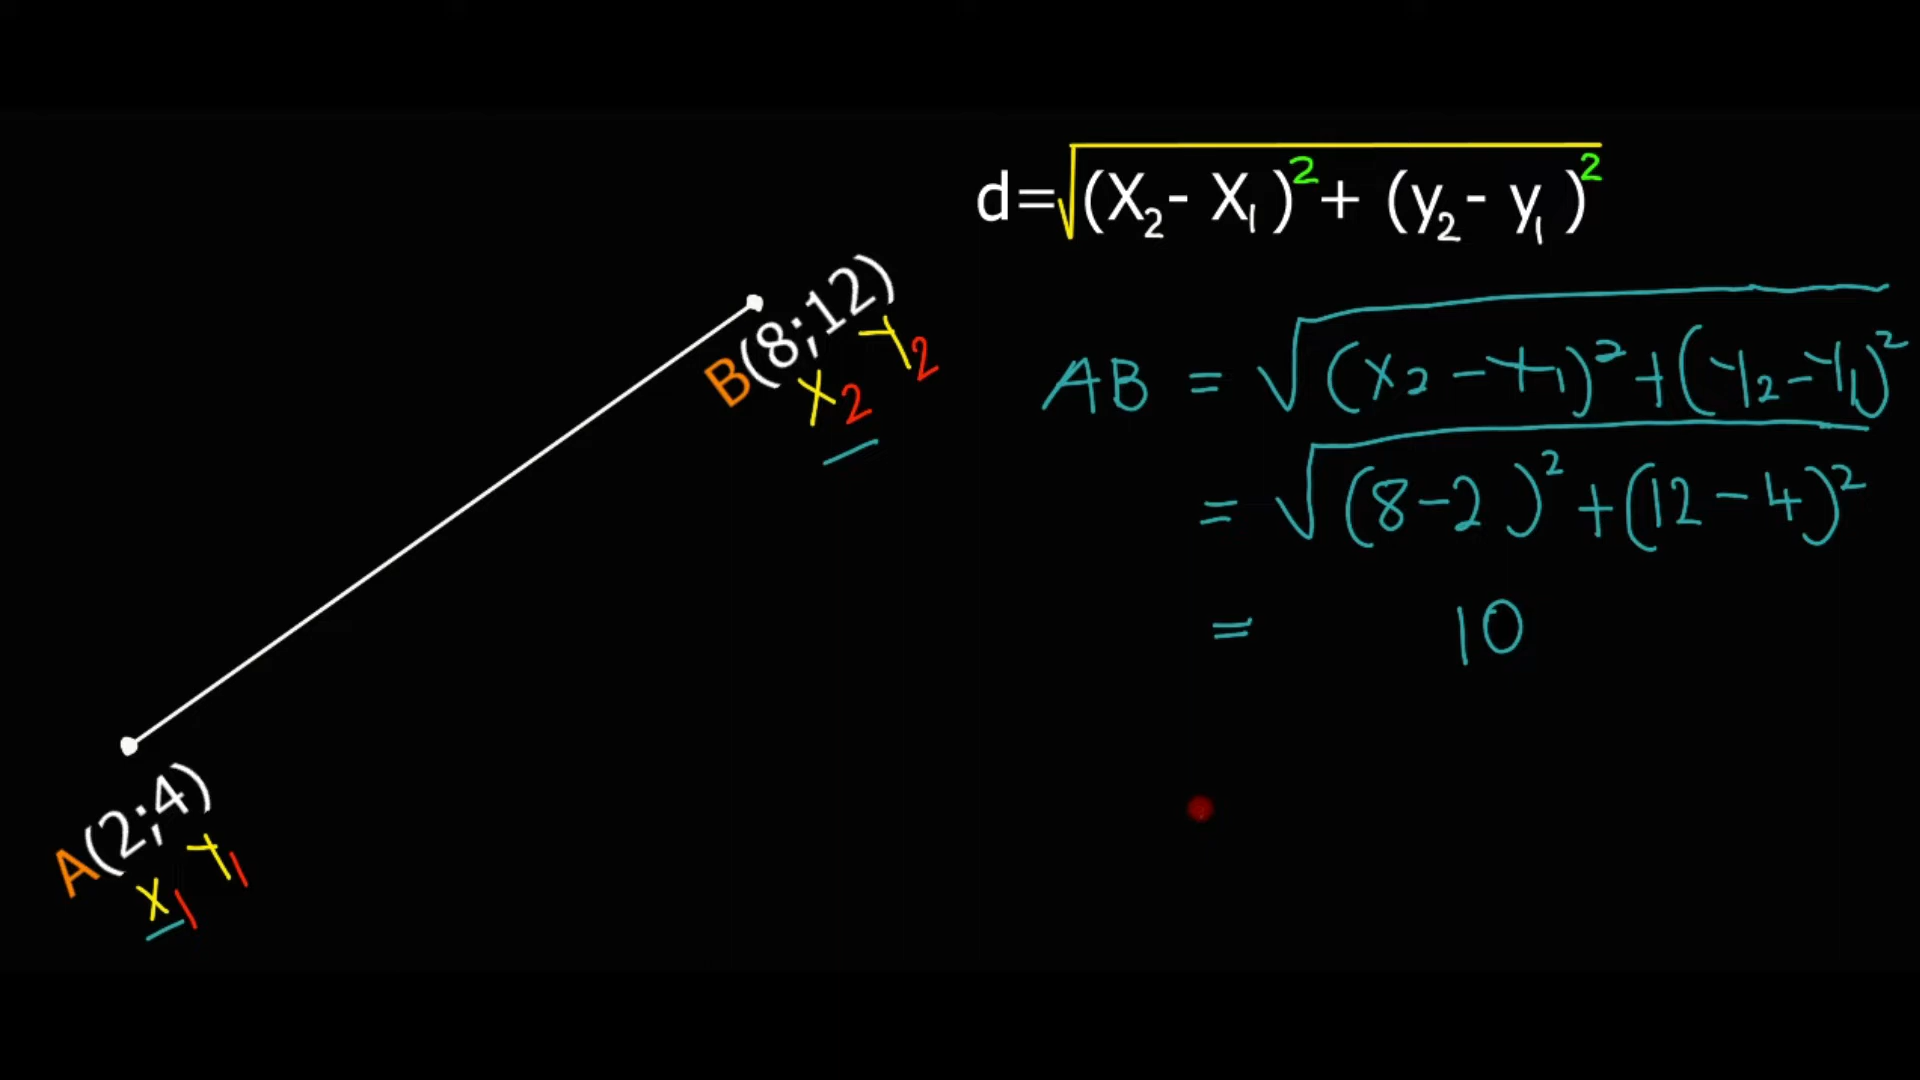 d=√(X₂- X₁)²+ (y₂- y₁)²
B(8;12)
X₂ Y₂
AB = √(X₂-X₁)²+(Y₂-Y₁)²
= √(8-2)²+(12-4)²
= 10
A(2;4)
X₁ Y₁